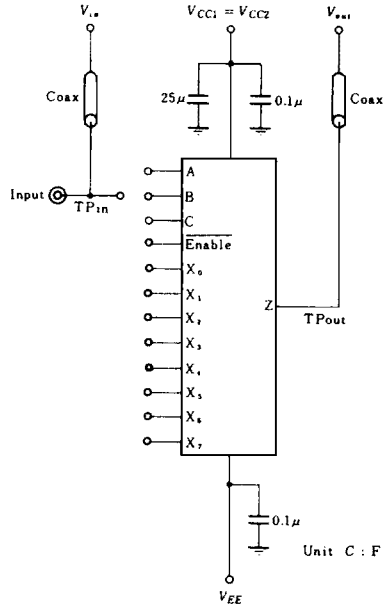 Vin
VCC1 = VCC2
Vout
Coax
25μ
0.1μ
Coax
Input
TPin
A
B
C
Enable
X0
X1
X2
X3
X4
X5
X6
X7
Z
TPout
0.1μ
Unit C : F
VEE